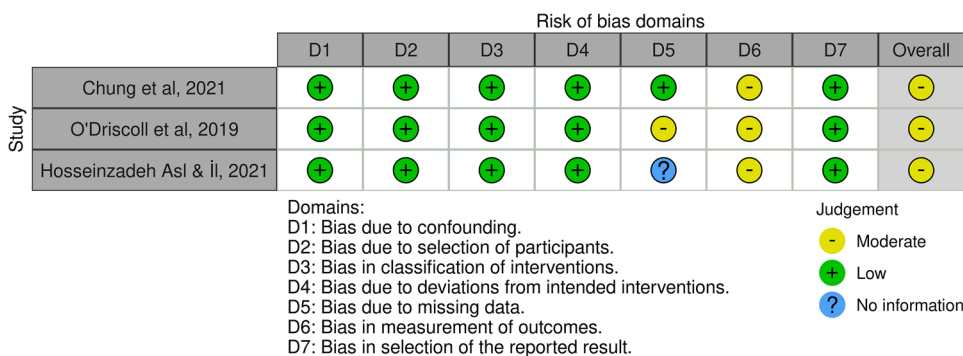 Risk of bias domains
D1 D2 D3 D4 D5 D6 D7 Overall
Study
Chung et al, 2021 + + + + + - + -
O'Driscoll et al, 2019 + + + + - - + -
Hosseinzadeh Asl & İl, 2021 + + + + ? - + -
Domains:
D1: Bias due to confounding.
D2: Bias due to selection of participants.
D3: Bias in classification of interventions.
D4: Bias due to deviations from intended interventions.
D5: Bias due to missing data.
D6: Bias in measurement of outcomes.
D7: Bias in selection of the reported result.
Judgement
- Moderate
+ Low
? No information